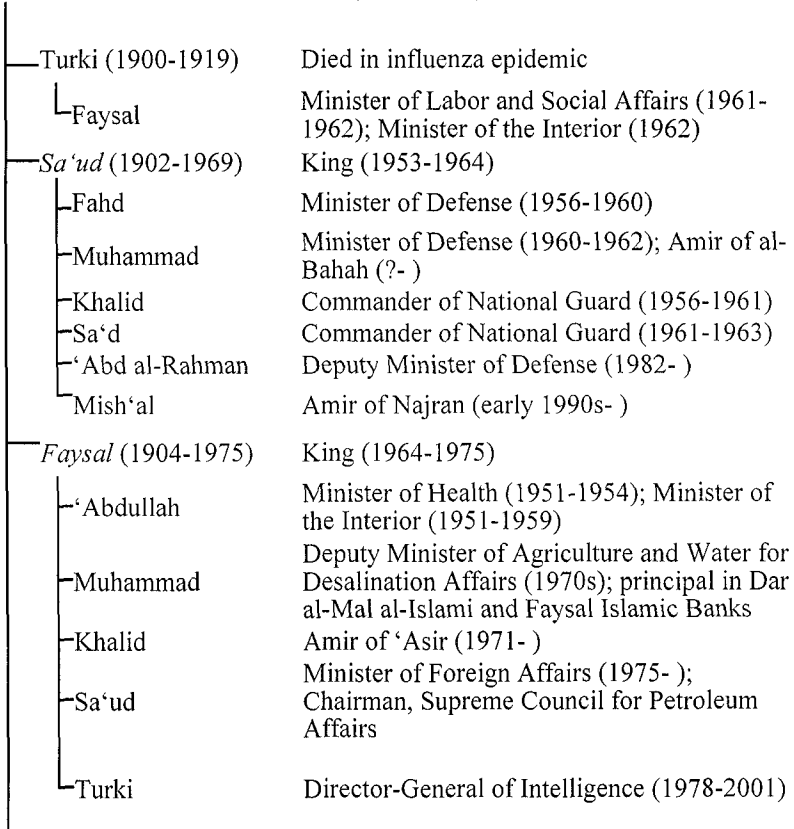 Turki (1900-1919) Died in influenza epidemic
Faysal Minister of Labor and Social Affairs (1961-
1962); Minister of the Interior (1962)
Sa‘ud (1902-1969) King (1953-1964)
Fahd Minister of Defense (1956-1960)
Muhammad Minister of Defense (1960-1962); Amir of al-
Bahah (?- )
Khalid Commander of National Guard (1956-1961)
Sa‘d Commander of National Guard (1961-1963)
‘Abd al-Rahman Deputy Minister of Defense (1982- )
Mish‘al Amir of Najran (early 1990s- )
Faysal (1904-1975) King (1964-1975)
‘Abdullah Minister of Health (1951-1954); Minister of
the Interior (1951-1959)
Muhammad Deputy Minister of Agriculture and Water for
Desalination Affairs (1970s); principal in Dar
al-Mal al-Islami and Faysal Islamic Banks
Khalid Amir of ‘Asir (1971- )
Sa‘ud Minister of Foreign Affairs (1975- );
Chairman, Supreme Council for Petroleum
Affairs
Turki Director-General of Intelligence (1978-2001)